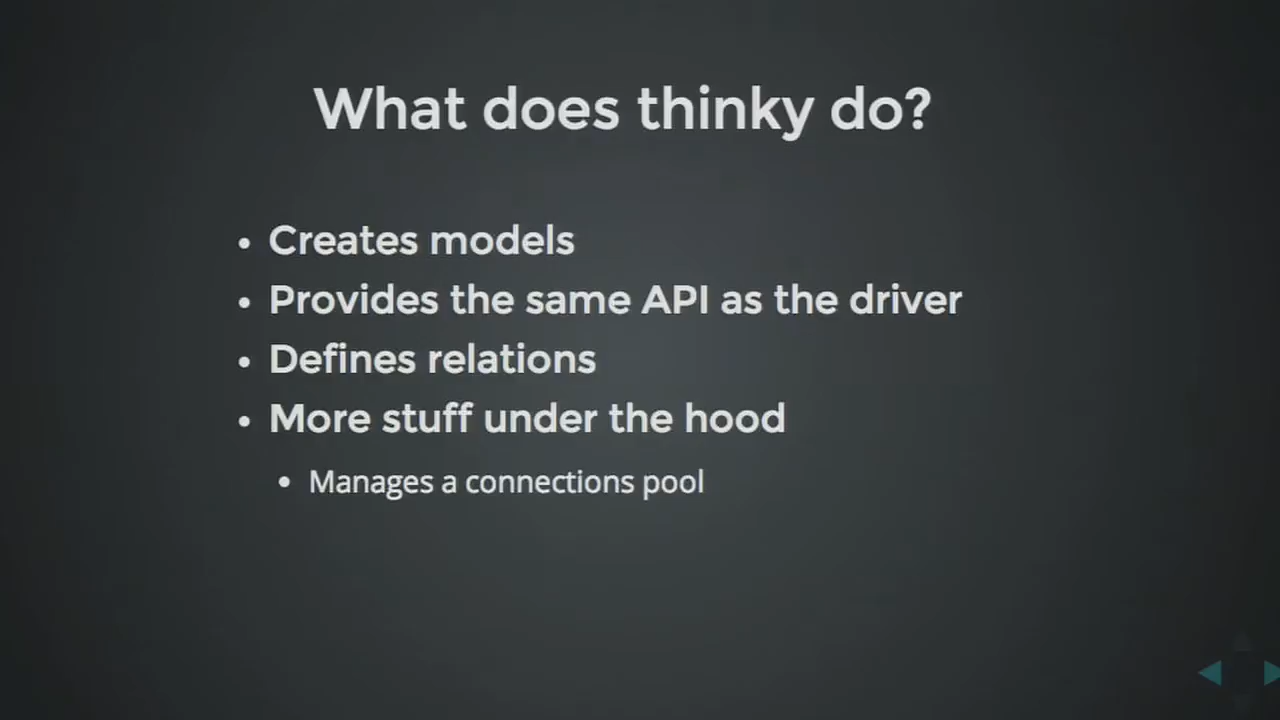 What does thinky do?
• Creates models
• Provides the same API as the driver
• Defines relations
• More stuff under the hood
• Manages a connections pool